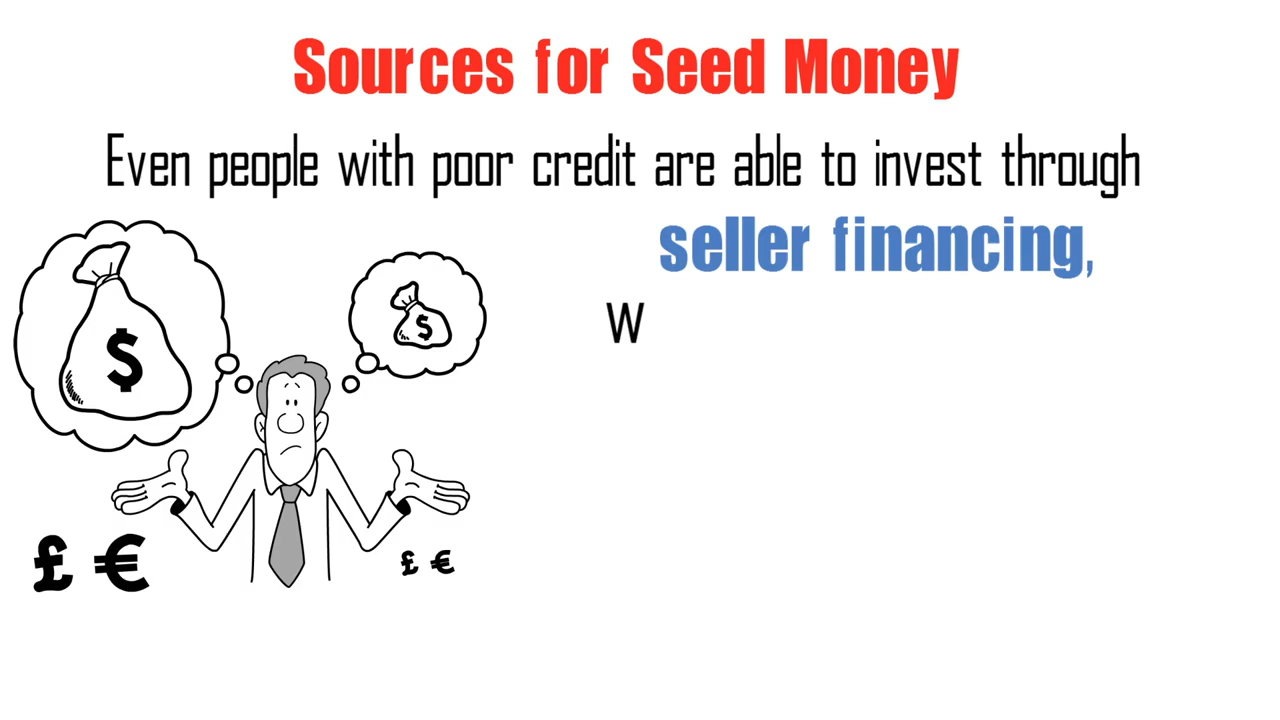 Sources for Seed Money
Even people with poor credit are able to invest through
seller financing,
W
$
$
£ €
£ €